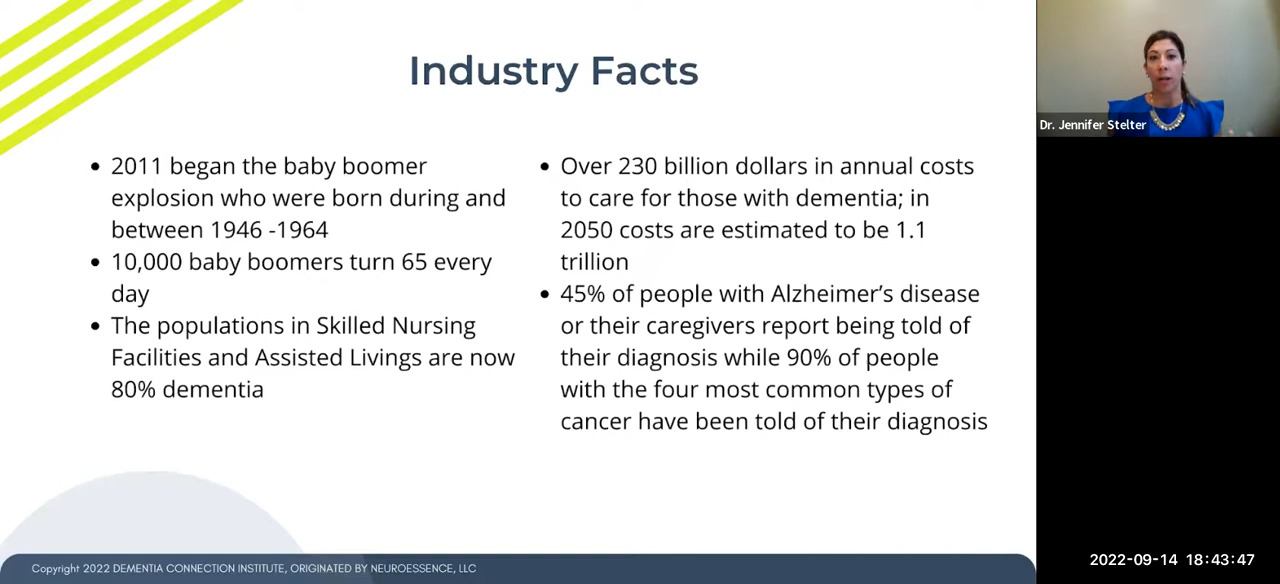 Industry Facts
• 2011 began the baby boomer
explosion who were born during and
between 1946 -1964
• 10,000 baby boomers turn 65 every
day
• The populations in Skilled Nursing
Facilities and Assisted Livings are now
80% dementia
• Over 230 billion dollars in annual costs
to care for those with dementia; in
2050 costs are estimated to be 1.1
trillion
• 45% of people with Alzheimer’s disease
or their caregivers report being told of
their diagnosis while 90% of people
with the four most common types of
cancer have been told of their diagnosis
Copyright 2022 DEMENTIA CONNECTION INSTITUTE, ORIGINATED BY NEUROESSENCE, LLC
Dr. Jennifer Stelter
2022-09-14 18:43:47